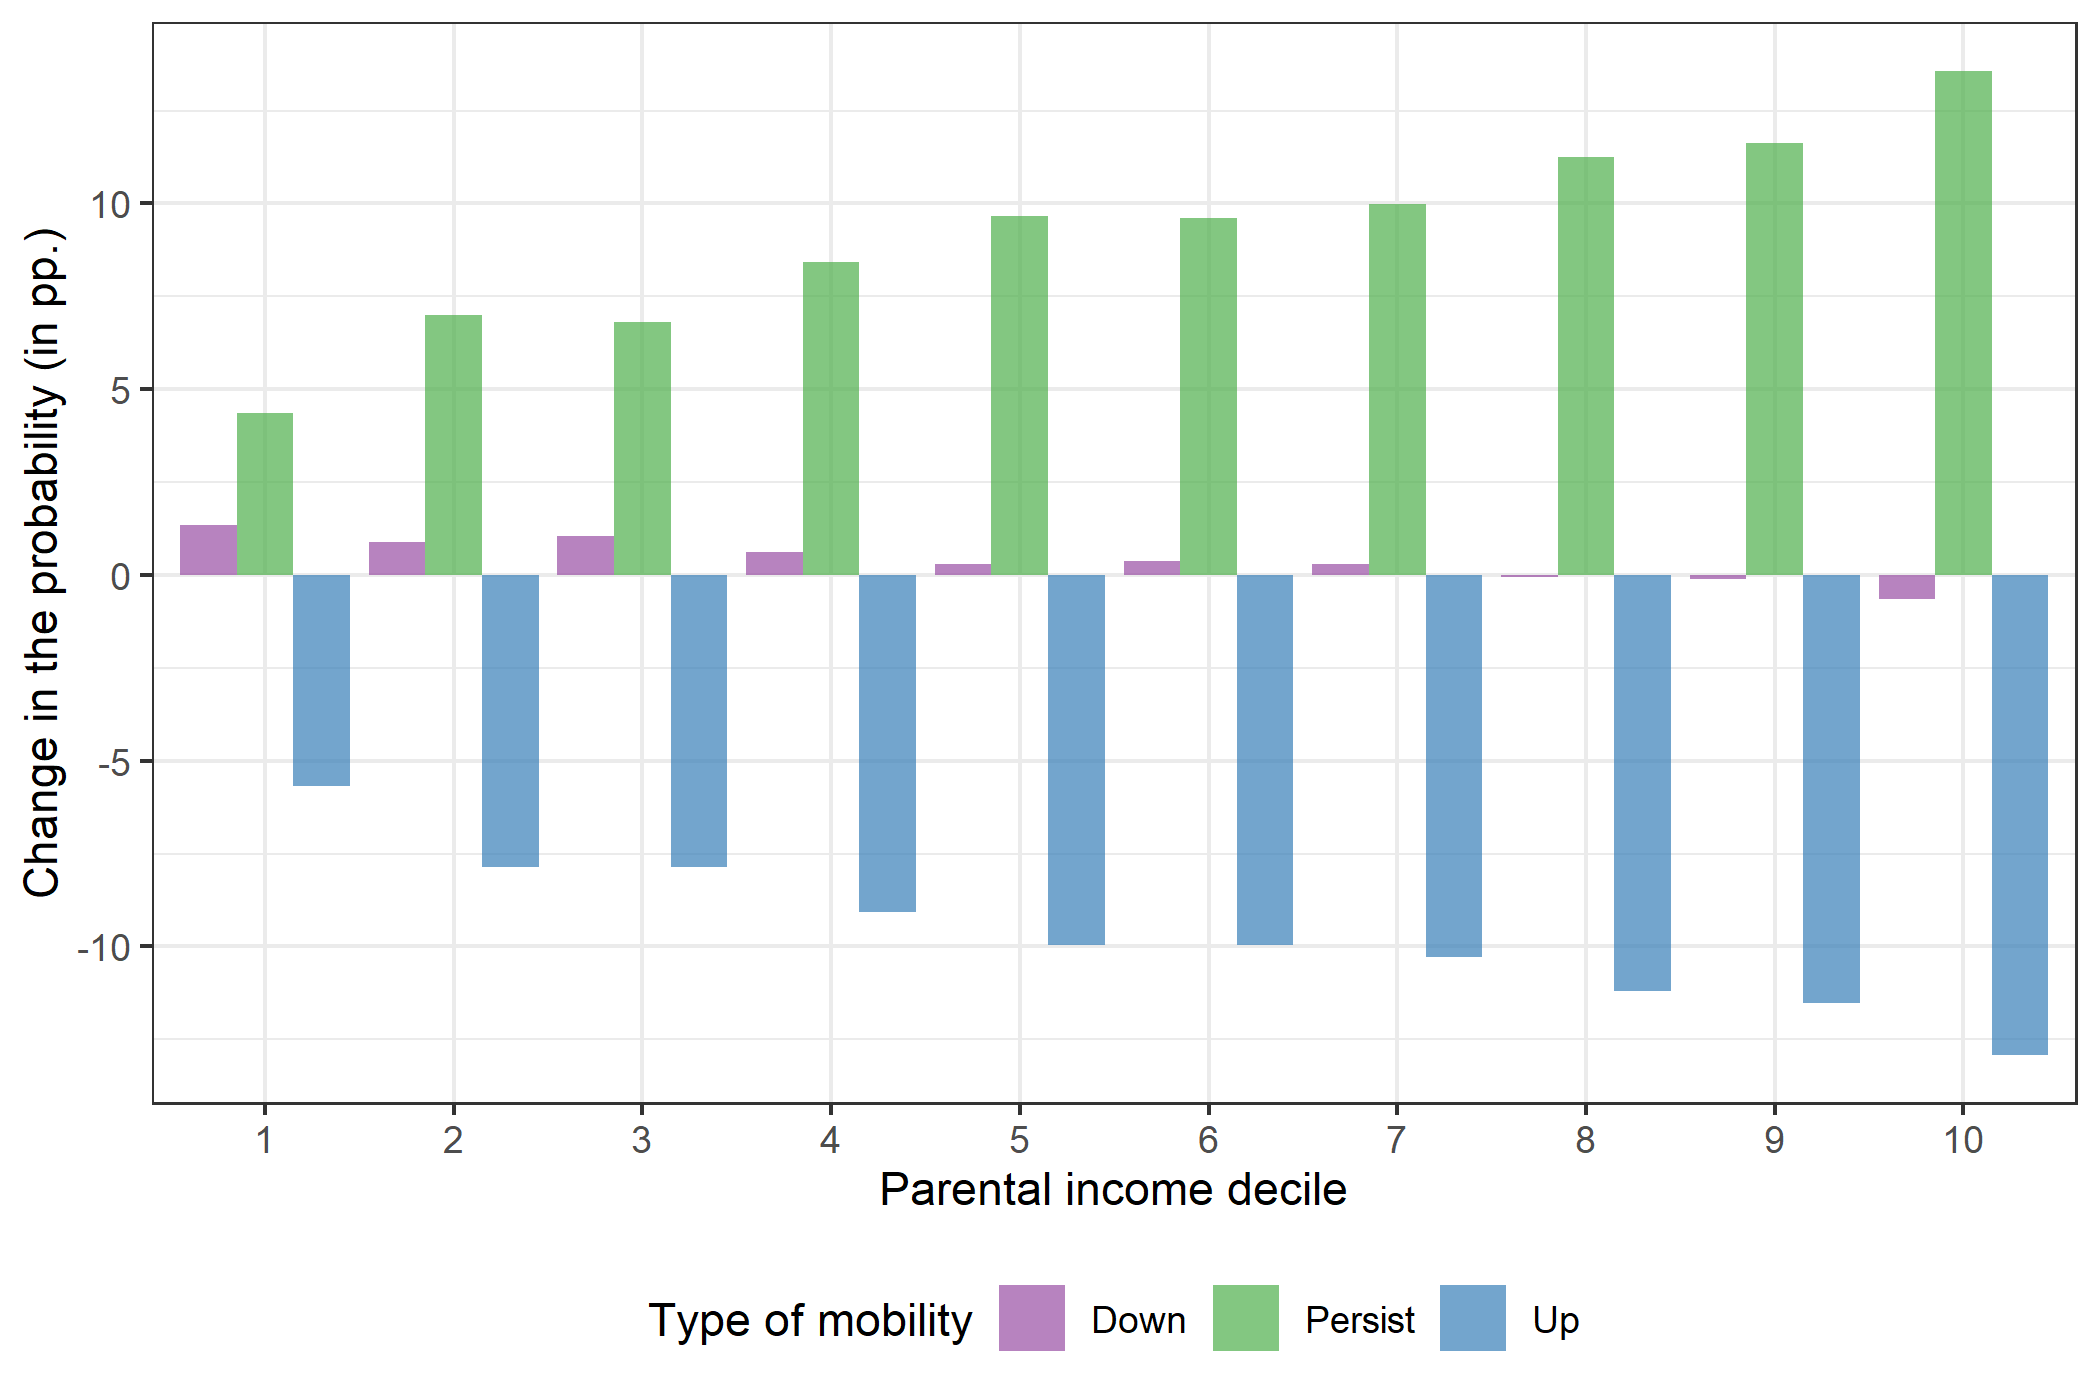 Change in the probability (in pp.)
10
5
0
-5
-10
1 2 3 4 5 6 7 8 9 10
Parental income decile
Type of mobility Down Persist Up